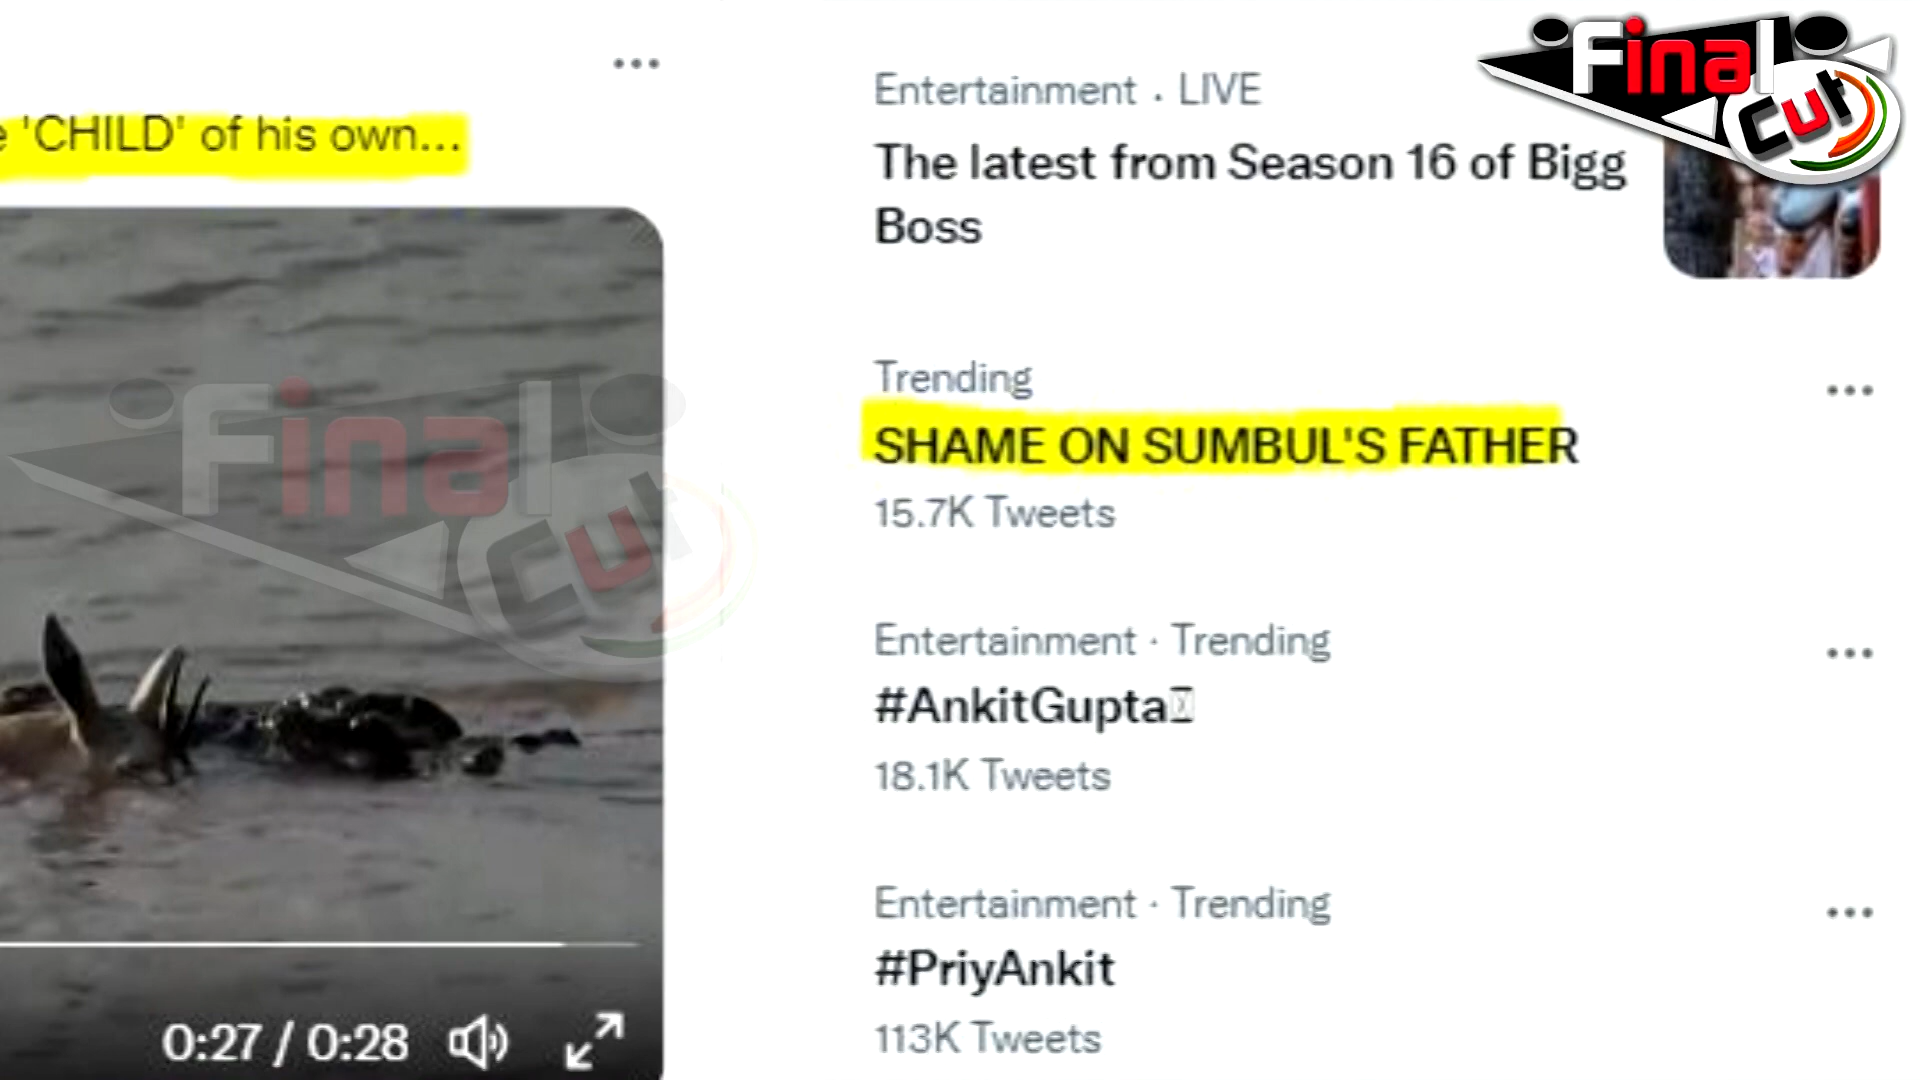 'CHILD' of his own...
0:27 / 0:28
Entertainment . LIVE
The latest from Season 16 of Bigg
Boss
Trending
SHAME ON SUMBUL'S FATHER
15.7K Tweets
Entertainment · Trending
#AnkitGupta
18.1K Tweets
Entertainment · Trending
#PriyAnkit
113K Tweets
Final
Cut
Final
Cut